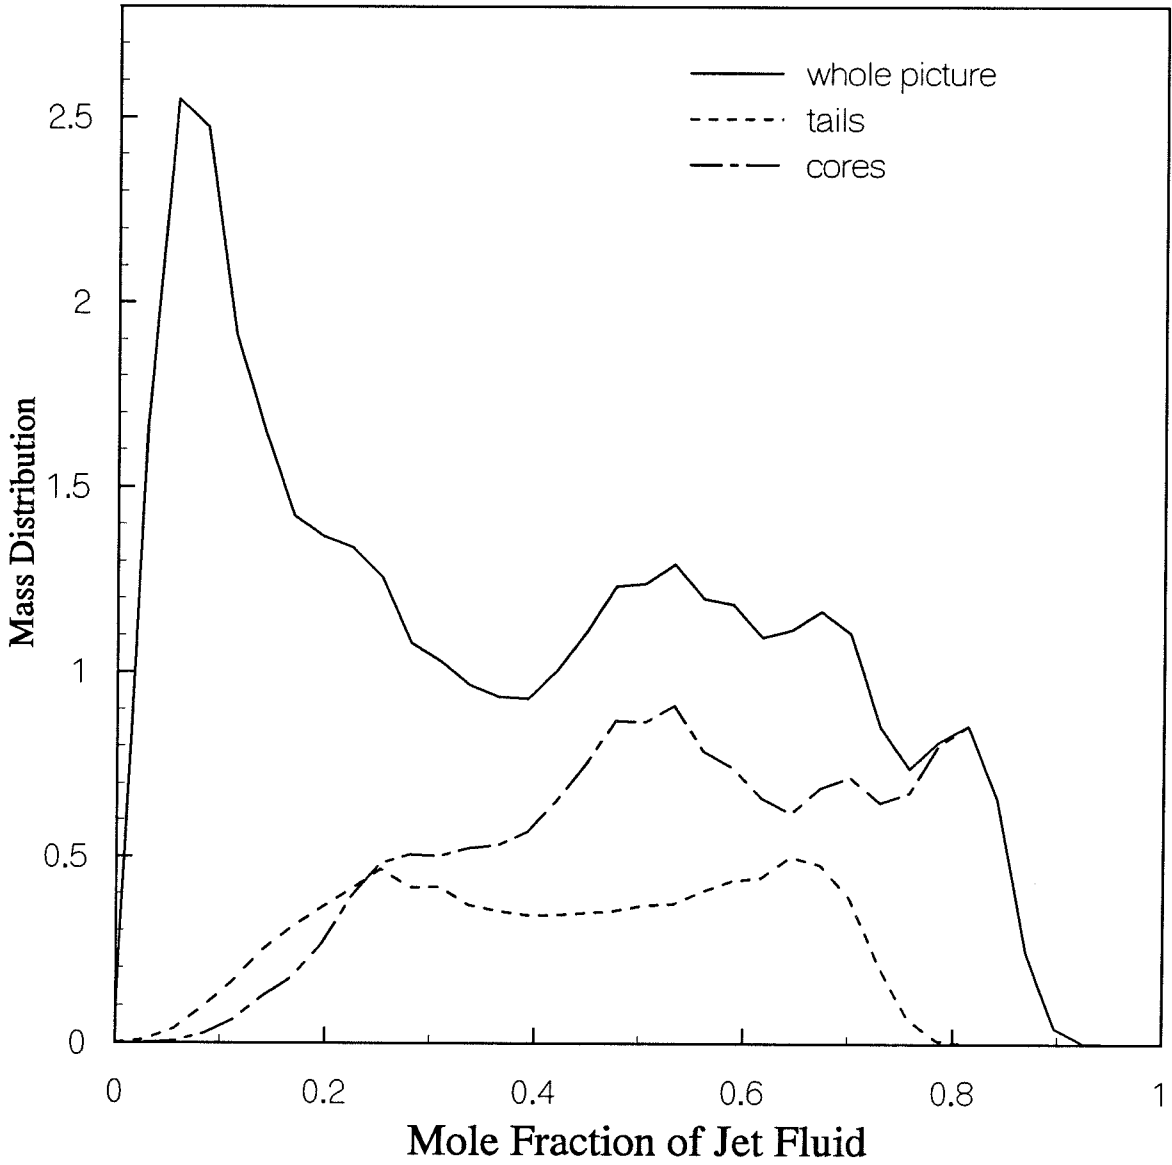 whole picture
tails
cores
2.5
2
1.5
1
0.5
0
Mass Distribution
0 0.2 0.4 0.6 0.8 1
Mole Fraction of Jet Fluid